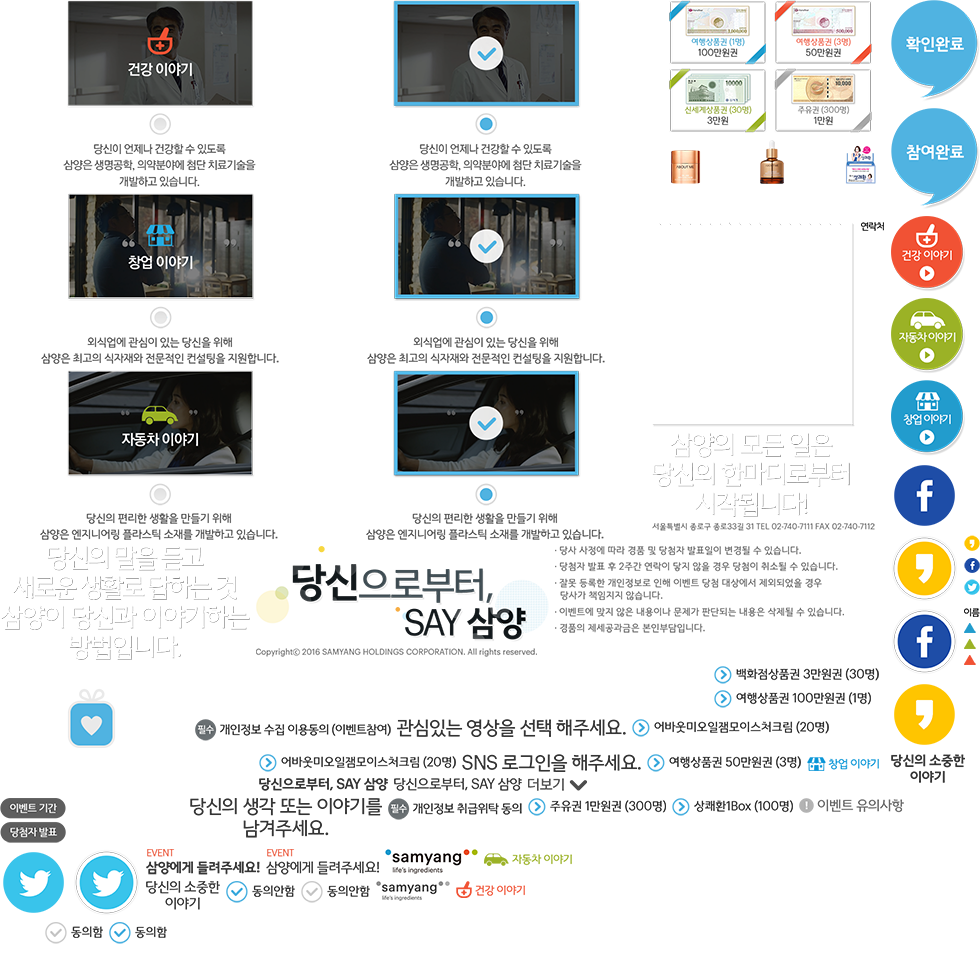 건강 이야기
당신이 언제나 건강할 수 있도록
삼양은 생명공학, 의약분야에 첨단 치료기술을
개발하고 있습니다.
당신이 언제나 건강할 수 있도록
삼양은 생명공학, 의약분야에 첨단 치료기술을
개발하고 있습니다.
여행상품권 (1명)
100만원권
여행상품권 (3명)
50만원권
10000
신세계상품권 (30명)
3만원
10,000
주유권 (300명)
1만원
ABOUT ME
확인완료
참여완료
연락처
건강 이야기
자동차 이야기
창업 이야기
창업 이야기
외식업에 관심이 있는 당신을 위해
삼양은 최고의 식자재와 전문적인 컨설팅을 지원합니다.
외식업에 관심이 있는 당신을 위해
삼양은 최고의 식자재와 전문적인 컨설팅을 지원합니다.
자동차 이야기
당신의 편리한 생활을 만들기 위해
삼양은 엔지니어링 플라스틱 소재를 개발하고 있습니다.
당신의 편리한 생활을 만들기 위해
삼양은 엔지니어링 플라스틱 소재를 개발하고 있습니다.
삼양의 모든 일은
당신의 한마디로부터
시작됩니다!
서울특별시 종로구 종로33길 31 TEL 02-740-7111 FAX 02-740-7112
당신의 말을 듣고
새로운 생활로 답하는 것
삼양이 당신과 이야기하는
방법입니다.
당신으로부터,
SAY 삼양
Copyrightⓒ 2016 SAMYANG HOLDINGS CORPORATION. All rights reserved.
· 당사 사정에 따라 경품 및 당첨자 발표일이 변경될 수 있습니다.
· 당첨자 발표 후 2주간 연락이 닿지 않을 경우 당첨이 취소될 수 있습니다.
· 잘못 등록한 개인정보로 인해 이벤트 당첨 대상에서 제외되었을 경우
당사가 책임지지 않습니다.
· 이벤트에 맞지 않은 내용이나 문제가 판단되는 내용은 삭제될 수 있습니다.
· 경품의 제세공과금은 본인부담입니다.
이름
백화점상품권 3만원권 (30명)
여행상품권 100만원권 (1명)
필수 개인정보 수집 이용동의 (이벤트참여)
관심있는 영상을 선택 해주세요.
어바웃미오일잼모이스처크림 (20명)
어바웃미오일잼모이스처크림 (20명)
SNS 로그인을 해주세요.
여행상품권 50만원권 (3명)
창업 이야기
당신의 소중한
이야기
당신으로부터, SAY 삼양
당신으로부터, SAY 삼양
더보기
당신의 생각 또는 이야기를
남겨주세요.
필수 개인정보 취급위탁 동의
주유권 1만원권 (300명)
상쾌환1Box (100명)
! 이벤트 유의사항
이벤트 기간
당첨자 발표
EVENT
삼양에게 들려주세요!
EVENT
삼양에게 들려주세요!
samyang
life's ingredients
자동차 이야기
당신의 소중한
이야기
동의안함
동의안함
samyang
life's ingredients
건강 이야기
동의함
동의함